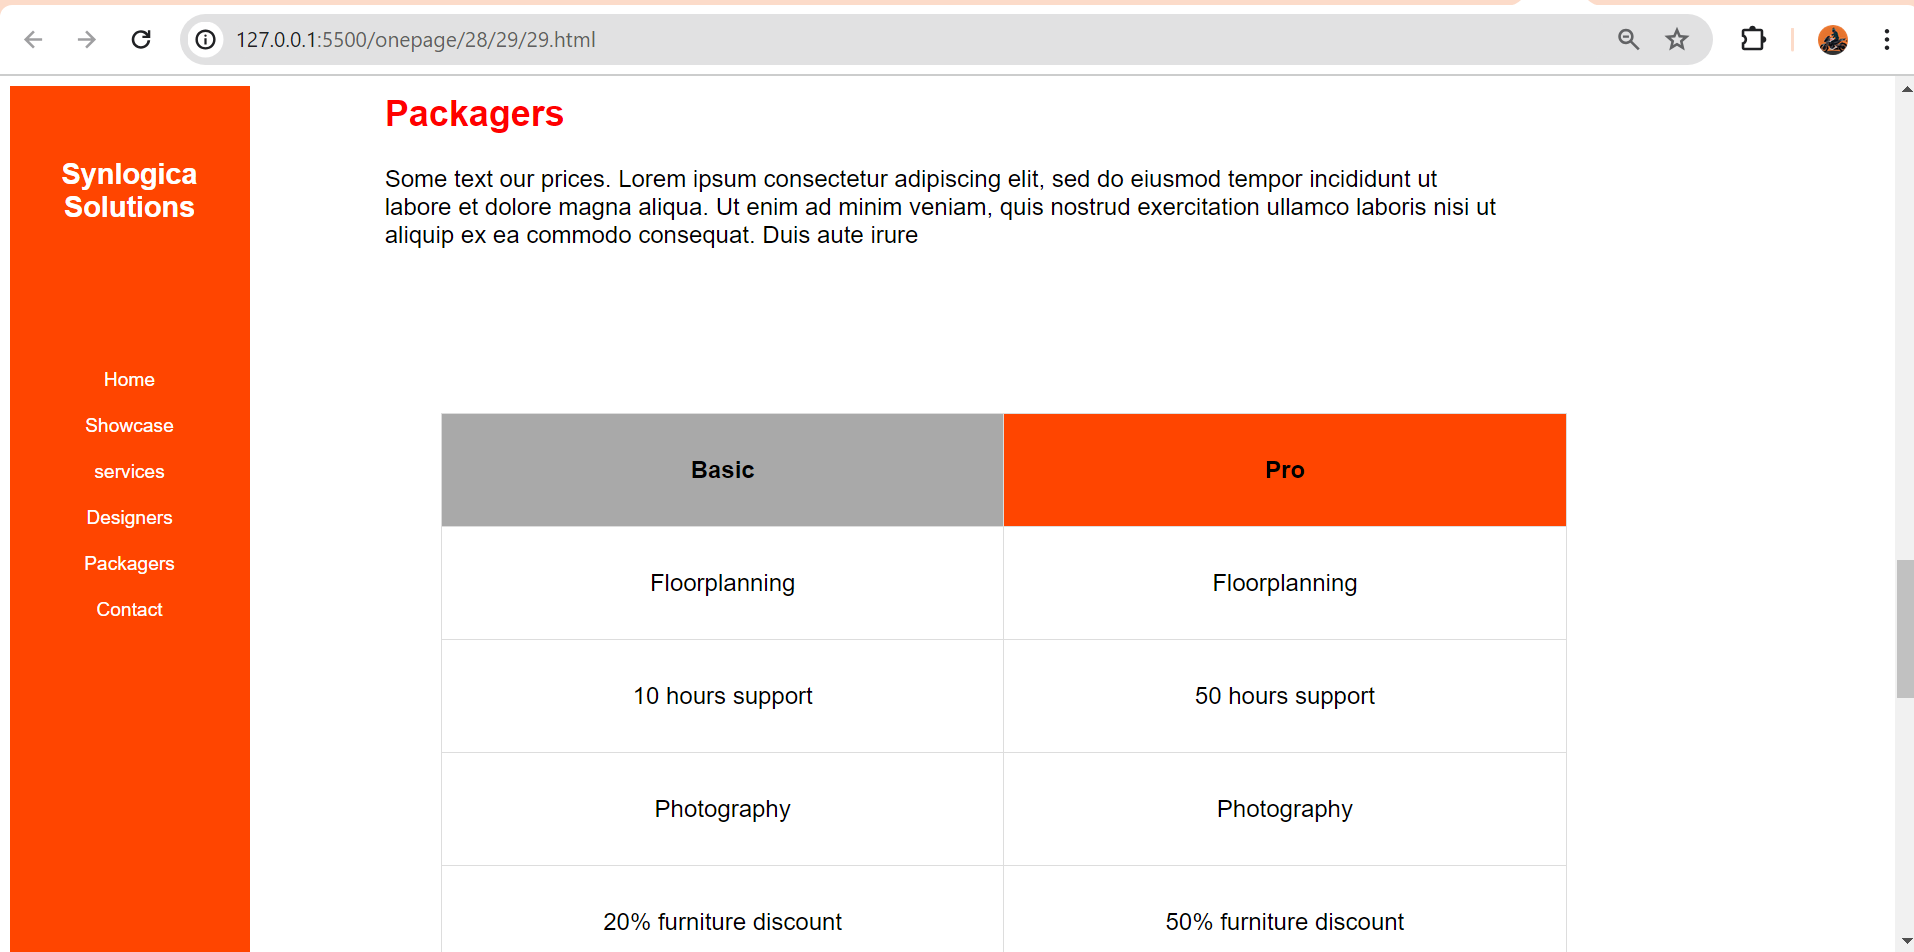 127.0.0.1:5500/onepage/28/29/29.html
Synlogica
Solutions
Home
Showcase
services
Designers
Packagers
Contact
Packagers
Some text our prices. Lorem ipsum consectetur adipiscing elit, sed do eiusmod tempor incididunt ut
labore et dolore magna aliqua. Ut enim ad minim veniam, quis nostrud exercitation ullamco laboris nisi ut
aliquip ex ea commodo consequat. Duis aute irure
Basic Pro
Floorplanning Floorplanning
10 hours support 50 hours support
Photography Photography
20% furniture discount 50% furniture discount